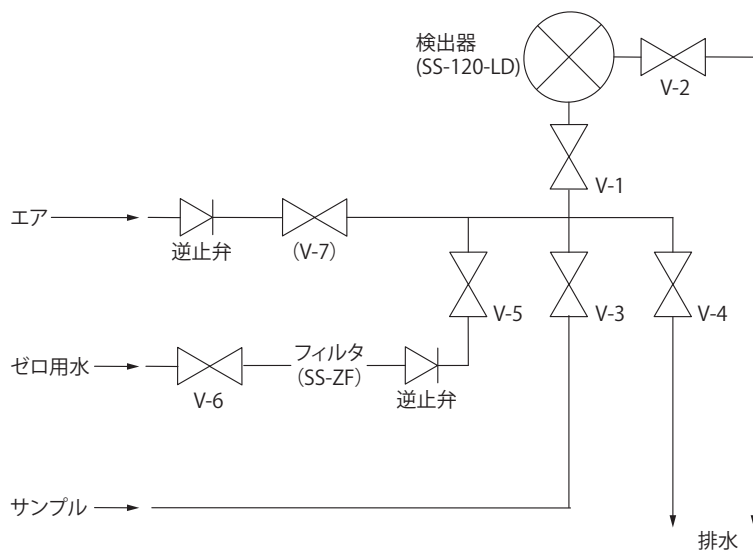 検出器
(SS-120-LD)
V-2
V-1
エア
逆止弁
(V-7)
V-5
V-3
V-4
ゼロ用水
フィルタ
(SS-ZF)
V-6
逆止弁
サンプル
排水